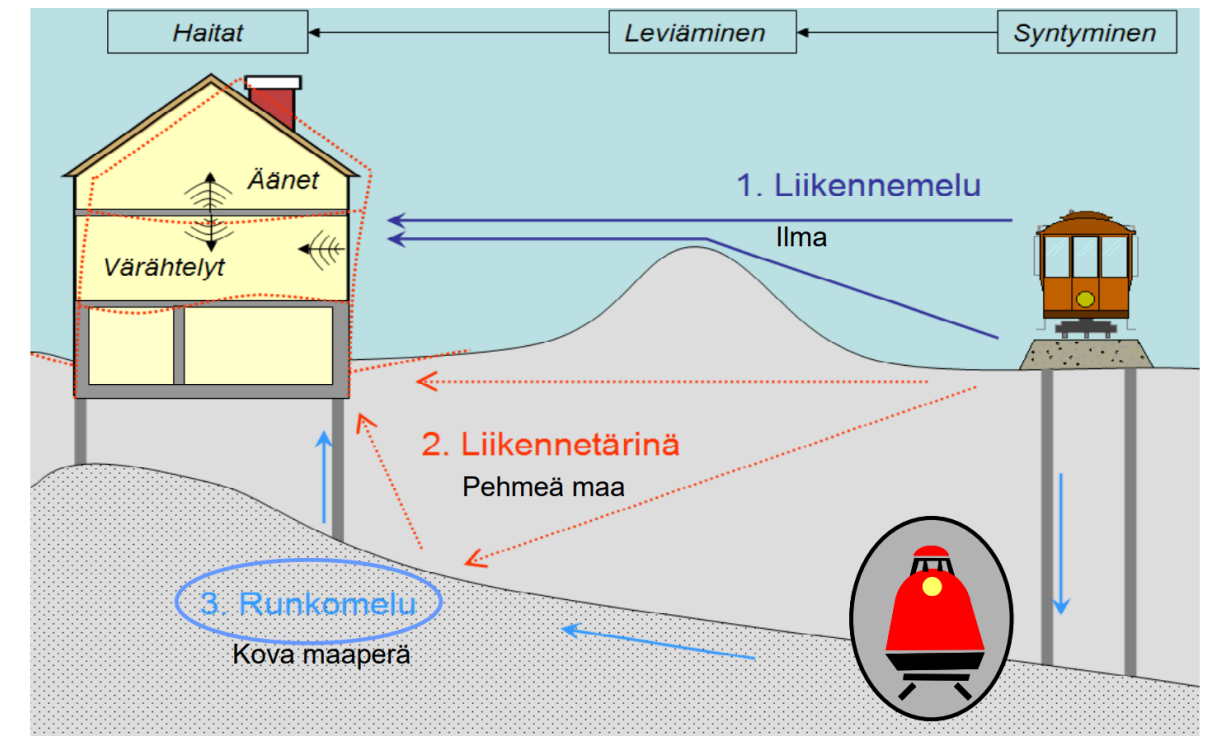 Haitat
Leviäminen
Syntyminen
Äänet
Värähtelyt
1. Liikennemelu
Ilma
2. Liikennetärinä
Pehmeä maa
3. Runkomelu
Kova maaperä